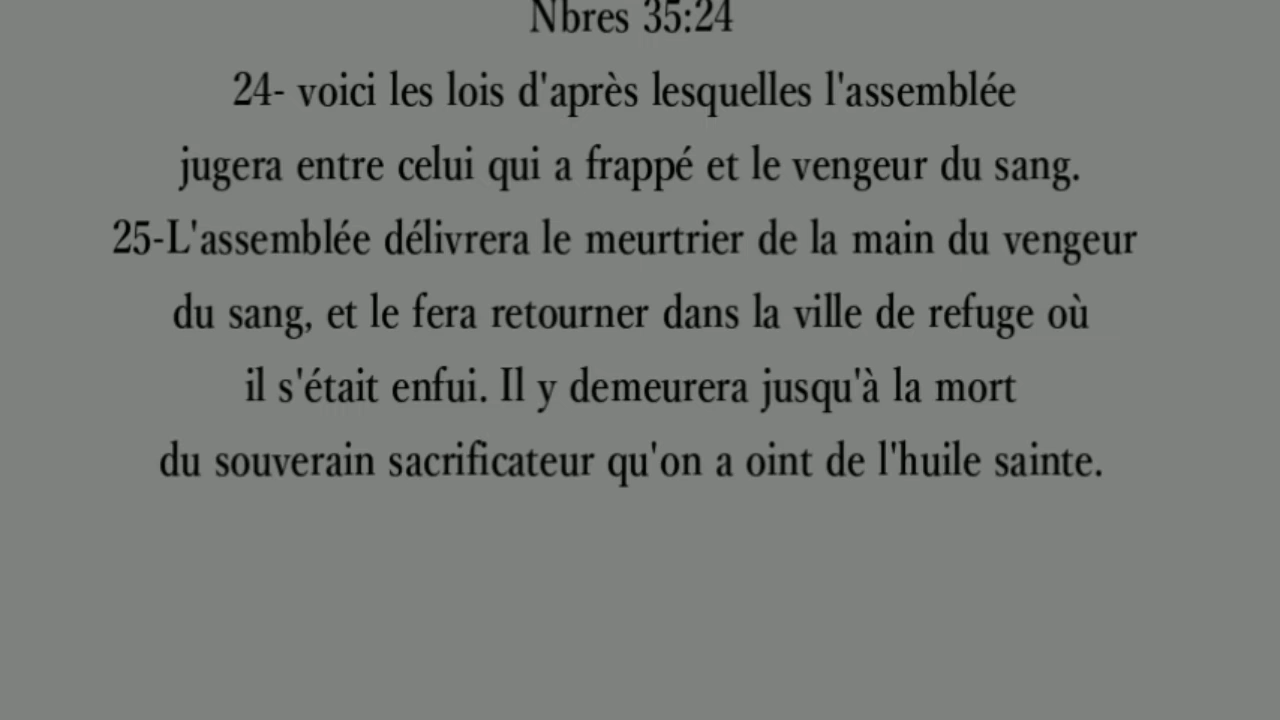 Nbres 35:24
24- voici les lois d'après lesquelles l'assemblée
jugera entre celui qui a frappé et le vengeur du sang.
25-L'assemblée délivrera le meurtrier de la main du vengeur
du sang, et le fera retourner dans la ville de refuge où
il s'était enfui. Il y demeurera jusqu'à la mort
du souverain sacrificateur qu'on a oint de l'huile sainte.